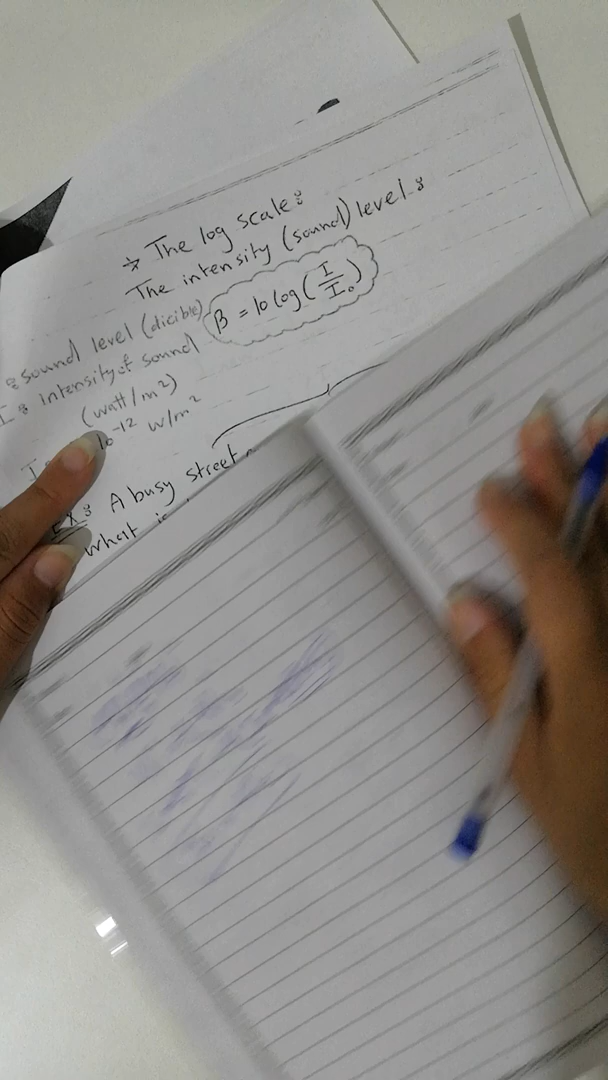 * The log scale:
The intensity (sound) level:
β = 10 log(I/I₀)
: sound level (dicible)
I : intensity of sound
(watt/m²)
10⁻¹² w/m²
EX: A busy street
what